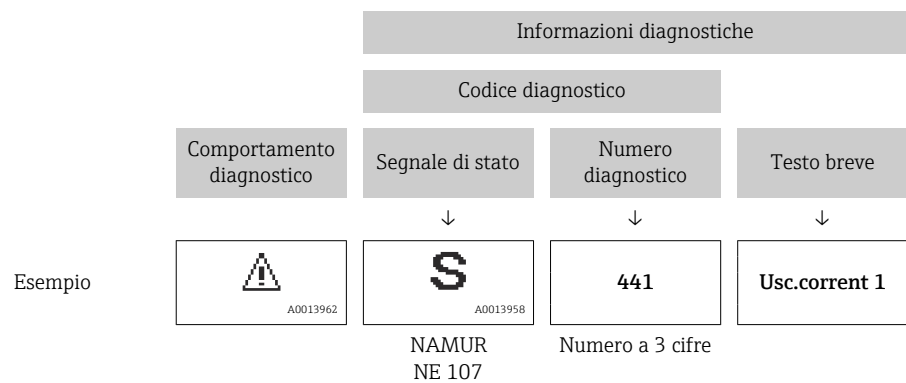 Informazioni diagnostiche
Codice diagnostico
Comportamento
diagnostico
Segnale di stato
Numero
diagnostico
Testo breve
↓ ↓ ↓
Esempio
A0013962
S
A0013958
441
Usc.corrent 1
NAMUR
NE 107
Numero a 3 cifre